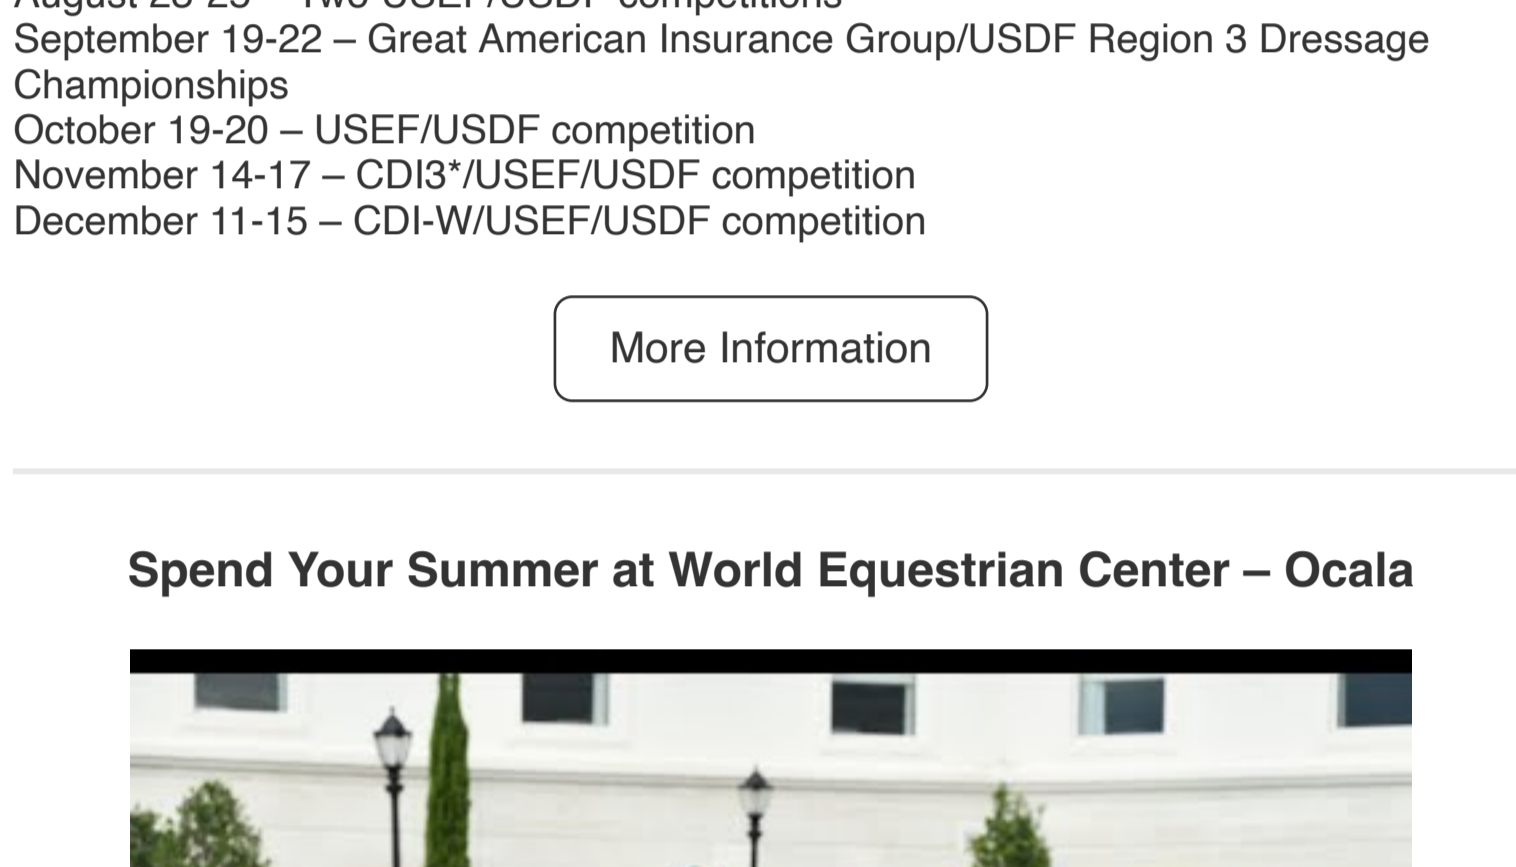 September 19-22 – Great American Insurance Group/USDF Region 3 Dressage
Championships
October 19-20 – USEF/USDF competition
November 14-17 – CDI3*/USEF/USDF competition
December 11-15 – CDI-W/USEF/USDF competition
More Information
Spend Your Summer at World Equestrian Center – Ocala